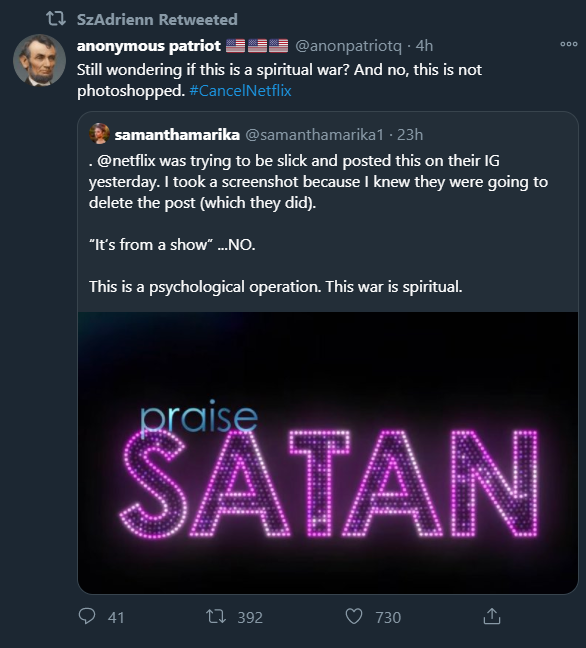 SzAdrienn Retweeted
anonymous patriot 🇺🇸🇺🇸🇺🇸 @anonpatriotq · 4h
Still wondering if this is a spiritual war? And no, this is not
photoshopped. #CancelNetflix
samanthamarika @samanthamarika1 · 23h
. @netflix was trying to be slick and posted this on their IG
yesterday. I took a screenshot because I knew they were going to
delete the post (which they did).
“It’s from a show” ...NO.
This is a psychological operation. This war is spiritual.
praise
SATAN
41 392 730